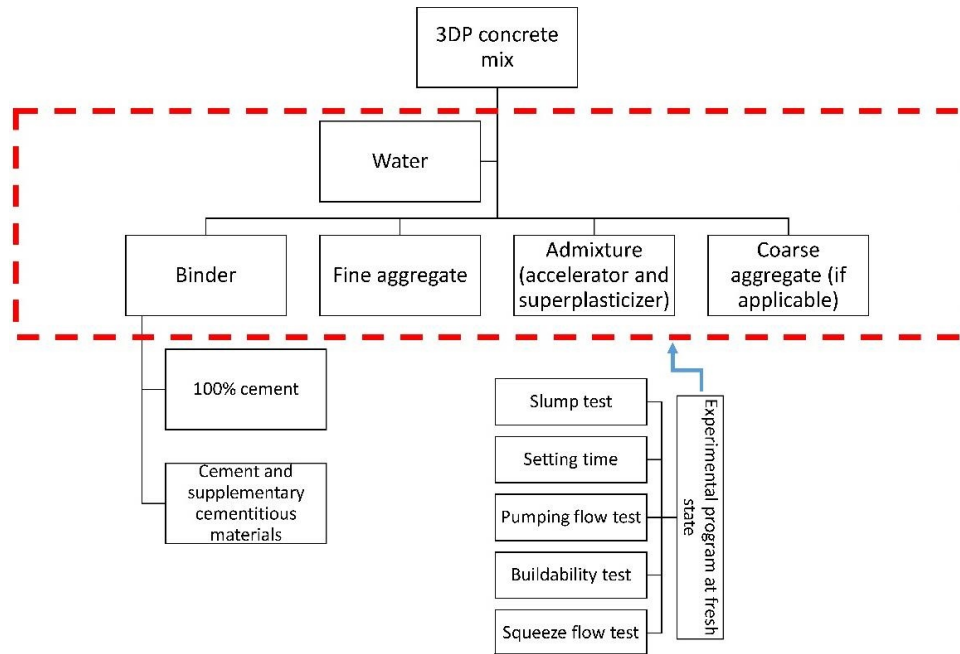 3DP concrete
mix
Water
Binder
Fine aggregate
Admixture
(accelerator and
superplasticizer)
Coarse
aggregate (if
applicable)
100% cement
Cement and
supplementary
cementitious
materials
Slump test
Setting time
Pumping flow test
Buildability test
Squeeze flow test
Experimental program at fresh
state